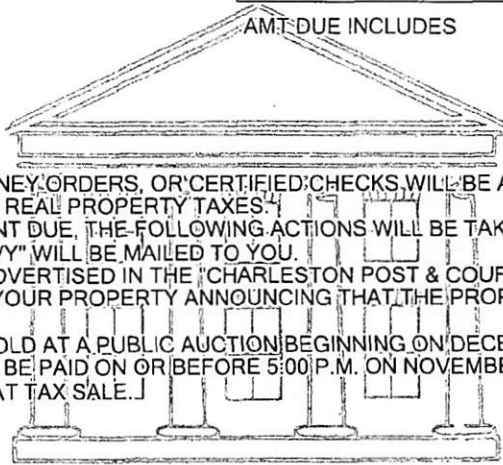 AMT DUE INCLUDES
NEY ORDERS, OR CERTIFIED CHECKS WILL BE A
REAL PROPERTY TAXES.
NT DUE, THE FOLLOWING ACTIONS WILL BE TAK
VY" WILL BE MAILED TO YOU.
DVERTISED IN THE "CHARLESTON POST & COUR
YOUR PROPERTY ANNOUNCING THAT THE PROP
OLD AT A PUBLIC AUCTION BEGINNING ON DECE
BE PAID ON OR BEFORE 5:00 P.M. ON NOVEMBE
AT TAX SALE.